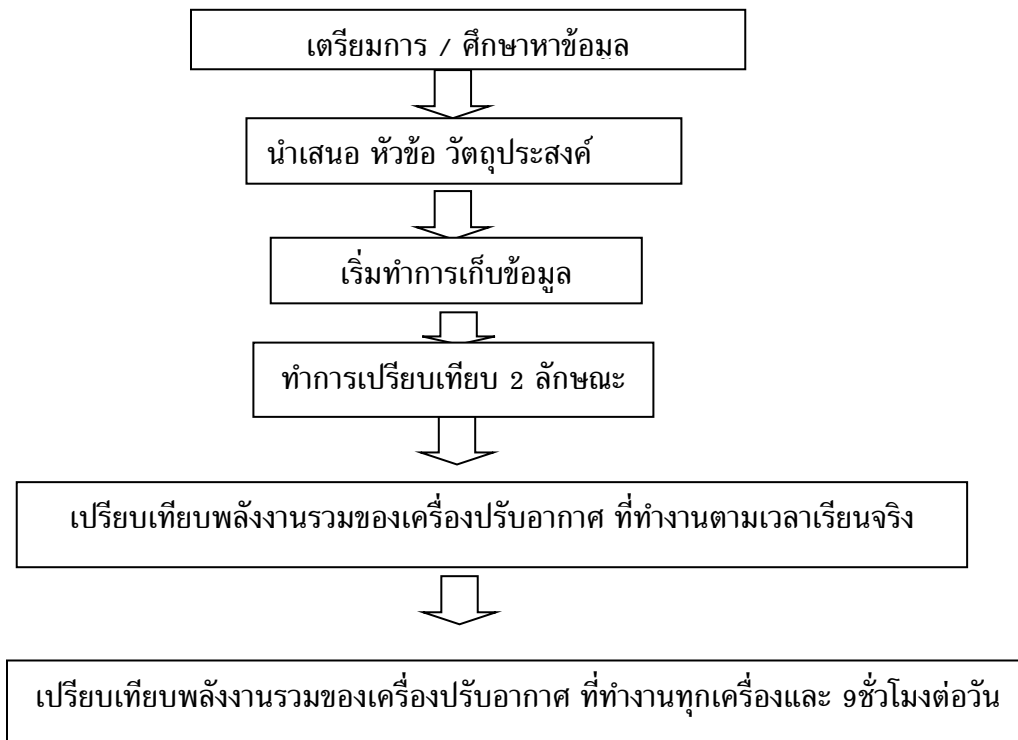 เตรียมการ / ศึกษาหาข้อมูล
นำเสนอ หัวข้อ วัตถุประสงค์
เริ่มทำการเก็บข้อมูล
ทำการเปรียบเทียบ 2 ลักษณะ
เปรียบเทียบพลังงานรวมของเครื่องปรับอากาศ ที่ทำงานตามเวลาเรียนจริง
เปรียบเทียบพลังงานรวมของเครื่องปรับอากาศ ที่ทำงานทุกเครื่องและ 9ชั่วโมงต่อวัน